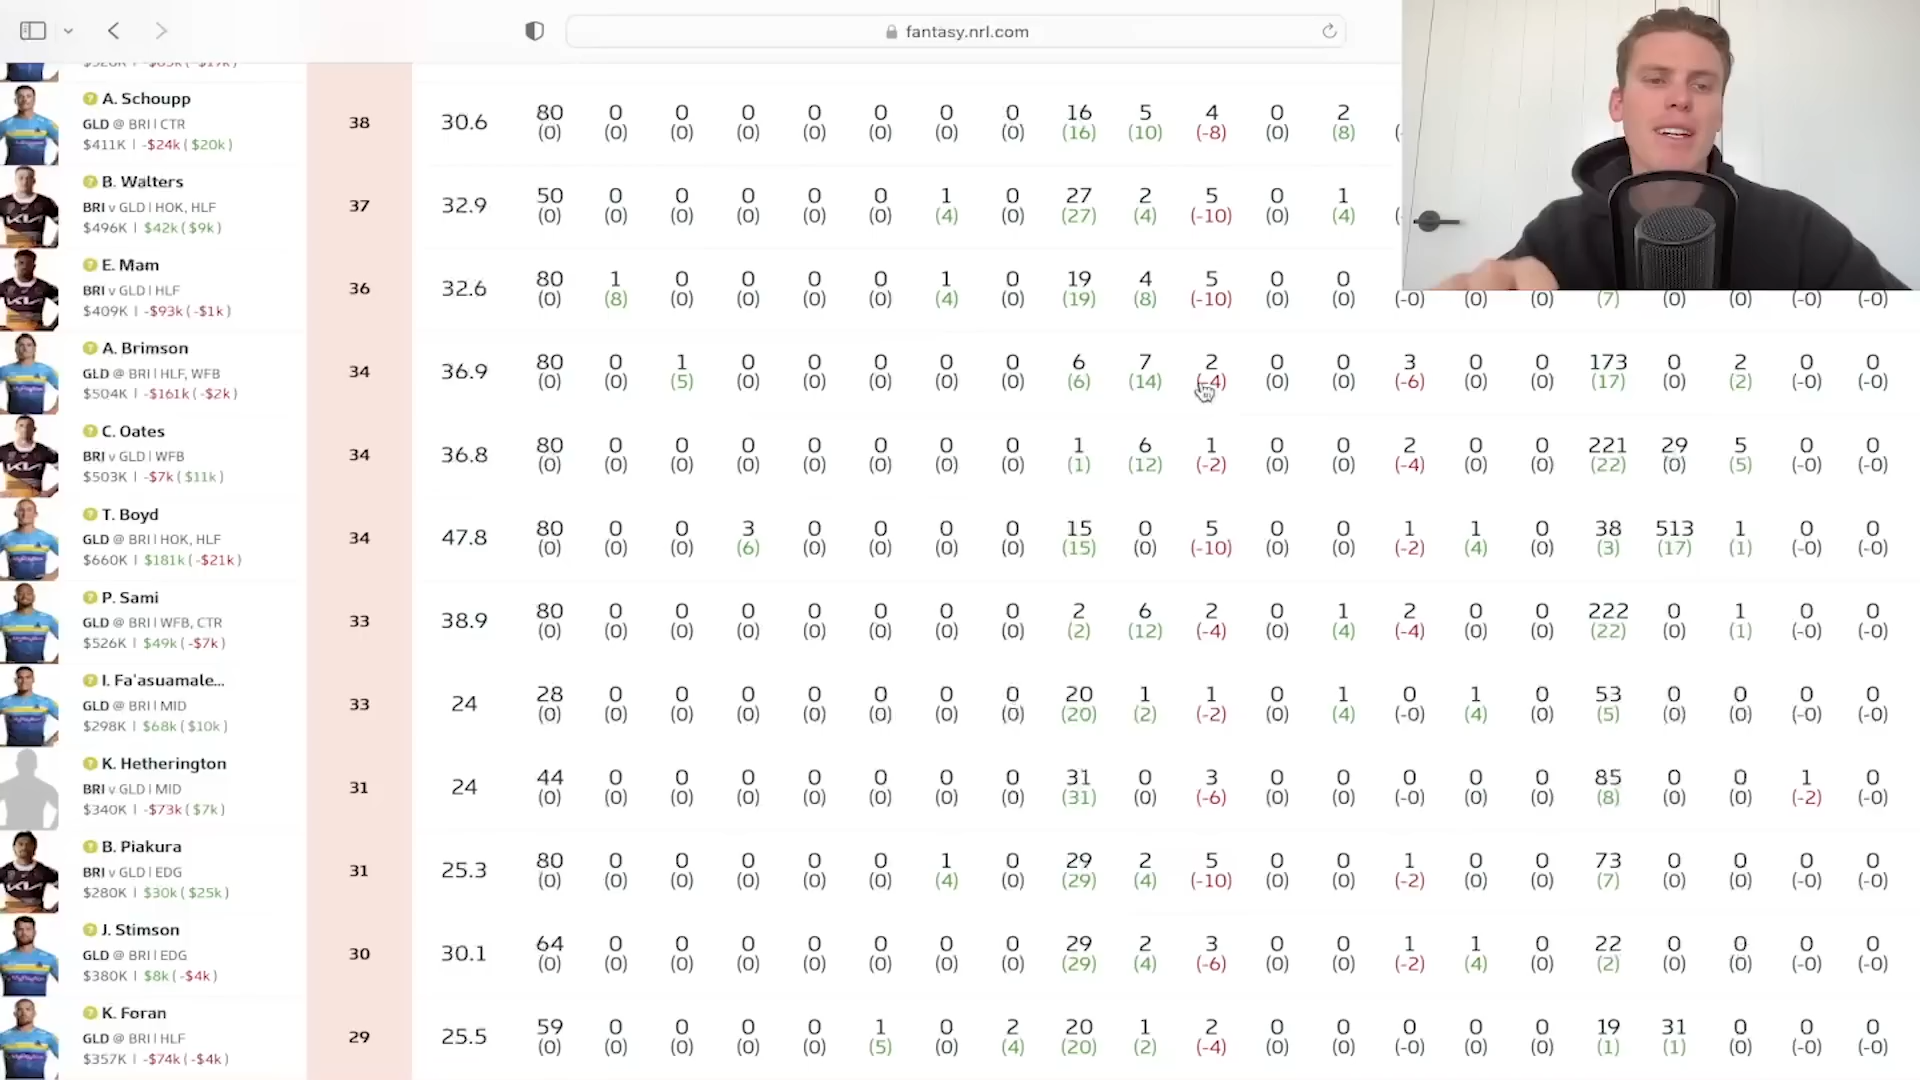 fantasy.nrl.com
A. Schoupp
GLD @ BRI | CTR
$411K | -$24k ( $20k )
38 30.6 80 0 0 0 0 0 0 0 16 5 4 0 2
(0) (0) (0) (0) (0) (0) (0) (0) (16) (10) (-8) (0) (8)
B. Walters
BRI v GLD | HOK, HLF
$496K | $42k ( $9k )
37 32.9 50 0 0 0 0 0 1 0 27 2 5 0 1
(0) (0) (0) (0) (0) (0) (4) (0) (27) (4) (-10) (0) (4)
E. Mam
BRI v GLD | HLF
$409K | -$93k ( -$1k )
36 32.6 80 1 0 0 0 0 1 0 19 4 5 0 0
(0) (8) (0) (0) (0) (0) (4) (0) (19) (8) (-10) (0) (0) (-0) (0) (0) (7) (0) (0) (-0) (-0)
A. Brimson
GLD @ BRI | HLF, WFB
$504K | -$161k ( -$2k )
34 36.9 80 0 1 0 0 0 0 0 6 7 2 0 0 3 0 0 173 0 2 0 0
(0) (0) (5) (0) (0) (0) (0) (0) (6) (14) (-4) (0) (0) (-6) (0) (0) (17) (0) (2) (-0) (-0)
C. Oates
BRI v GLD | WFB
$503K | -$7k ( $11k )
34 36.8 80 0 0 0 0 0 0 0 1 6 1 0 0 2 0 0 221 29 5 0 0
(0) (0) (0) (0) (0) (0) (0) (0) (1) (12) (-2) (0) (0) (-4) (0) (0) (22) (0) (5) (-0) (-0)
T. Boyd
GLD @ BRI | HOK, HLF
$660K | $181k ( -$21k )
34 47.8 80 0 0 3 0 0 0 0 15 0 5 0 0 1 1 0 38 513 1 0 0
(0) (0) (0) (6) (0) (0) (0) (0) (15) (0) (-10) (0) (0) (-2) (4) (0) (3) (17) (1) (-0) (-0)
P. Sami
GLD @ BRI | WFB, CTR
$526K | $49k ( -$7k )
33 38.9 80 0 0 0 0 0 0 0 2 6 2 0 1 2 0 0 222 0 1 0 0
(0) (0) (0) (0) (0) (0) (0) (0) (2) (12) (-4) (0) (4) (-4) (0) (0) (22) (0) (1) (-0) (-0)
I. Fa'asuamale...
GLD @ BRI | MID
$298K | $68k ( $10k )
33 24 28 0 0 0 0 0 0 0 20 1 1 0 1 0 1 0 53 0 0 0 0
(0) (0) (0) (0) (0) (0) (0) (0) (20) (2) (-2) (0) (4) (-0) (4) (0) (5) (0) (0) (-0) (-0)
K. Hetherington
BRI v GLD | MID
$340K | -$73k ( $7k )
31 24 44 0 0 0 0 0 0 0 31 0 3 0 0 0 0 0 85 0 0 1 0
(0) (0) (0) (0) (0) (0) (0) (0) (31) (0) (-6) (0) (0) (-0) (0) (0) (8) (0) (0) (-2) (-0)
B. Piakura
BRI v GLD | EDG
$280K | $30k ( $25k )
31 25.3 80 0 0 0 0 0 1 0 29 2 5 0 0 1 0 0 73 0 0 0 0
(0) (0) (0) (0) (0) (0) (4) (0) (29) (4) (-10) (0) (0) (-2) (0) (0) (7) (0) (0) (-0) (-0)
J. Stimson
GLD @ BRI | EDG
$380K | $8k ( -$4k )
30 30.1 64 0 0 0 0 0 0 0 29 2 3 0 0 1 1 0 22 0 0 0 0
(0) (0) (0) (0) (0) (0) (0) (0) (29) (4) (-6) (0) (0) (-2) (4) (0) (2) (0) (0) (-0) (-0)
K. Foran
GLD @ BRI | HLF
$357K | -$74k ( -$4k )
29 25.5 59 0 0 0 0 1 0 2 20 1 2 0 0 0 0 0 19 31 0 0 0
(0) (0) (0) (0) (0) (5) (0) (4) (20) (2) (-4) (0) (0) (-0) (0) (0) (1) (1) (0) (-0) (-0)